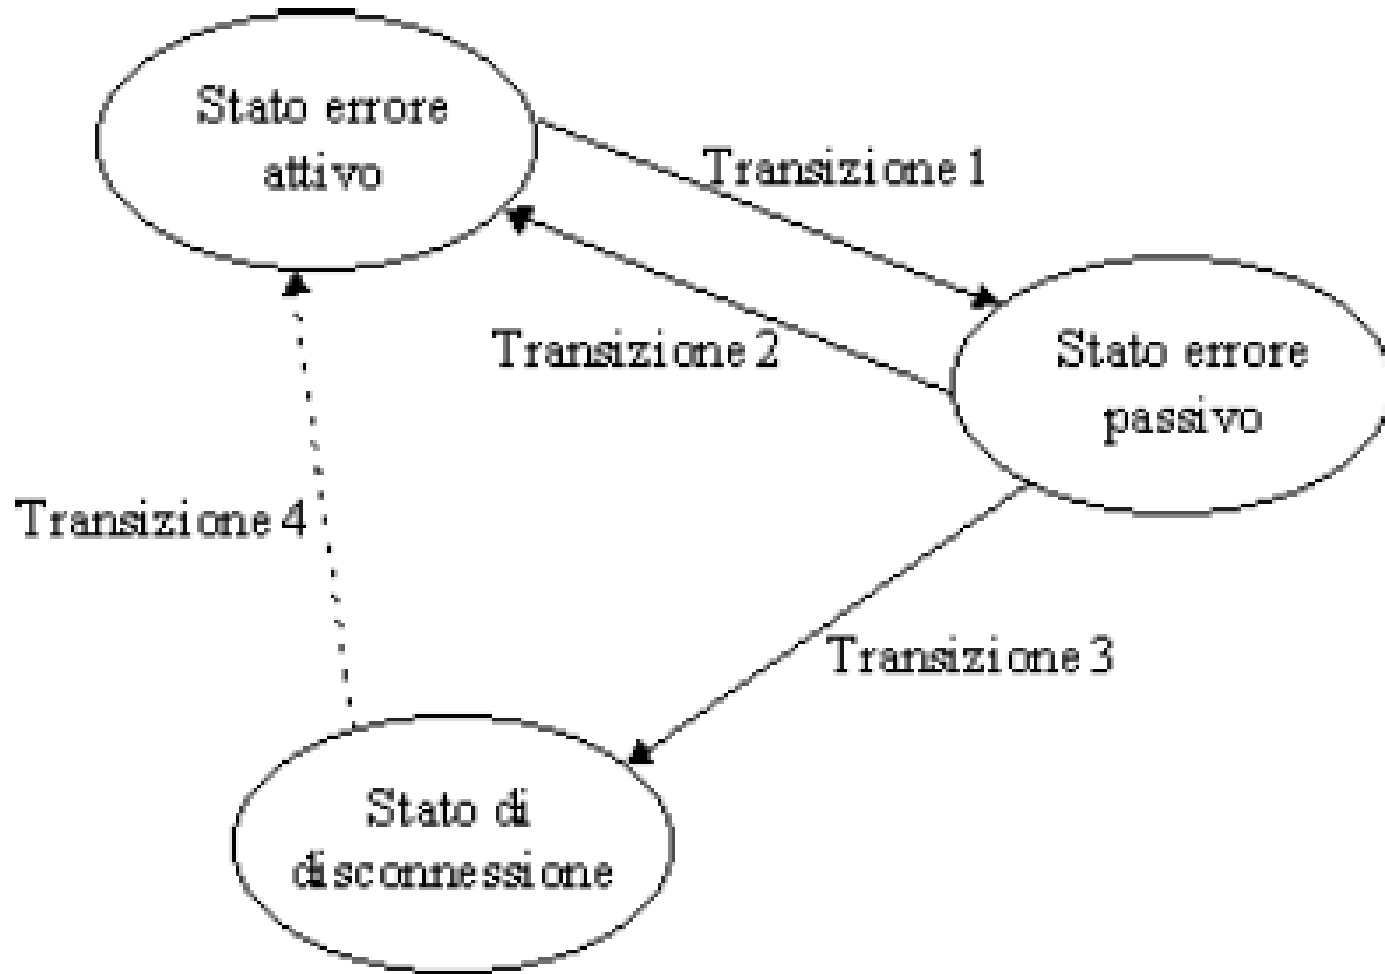 Stato errore
attivo
Transizione 1
Transizione 2
Stato errore
passivo
Transizione 4
Transizione 3
Stato di
disconnessione